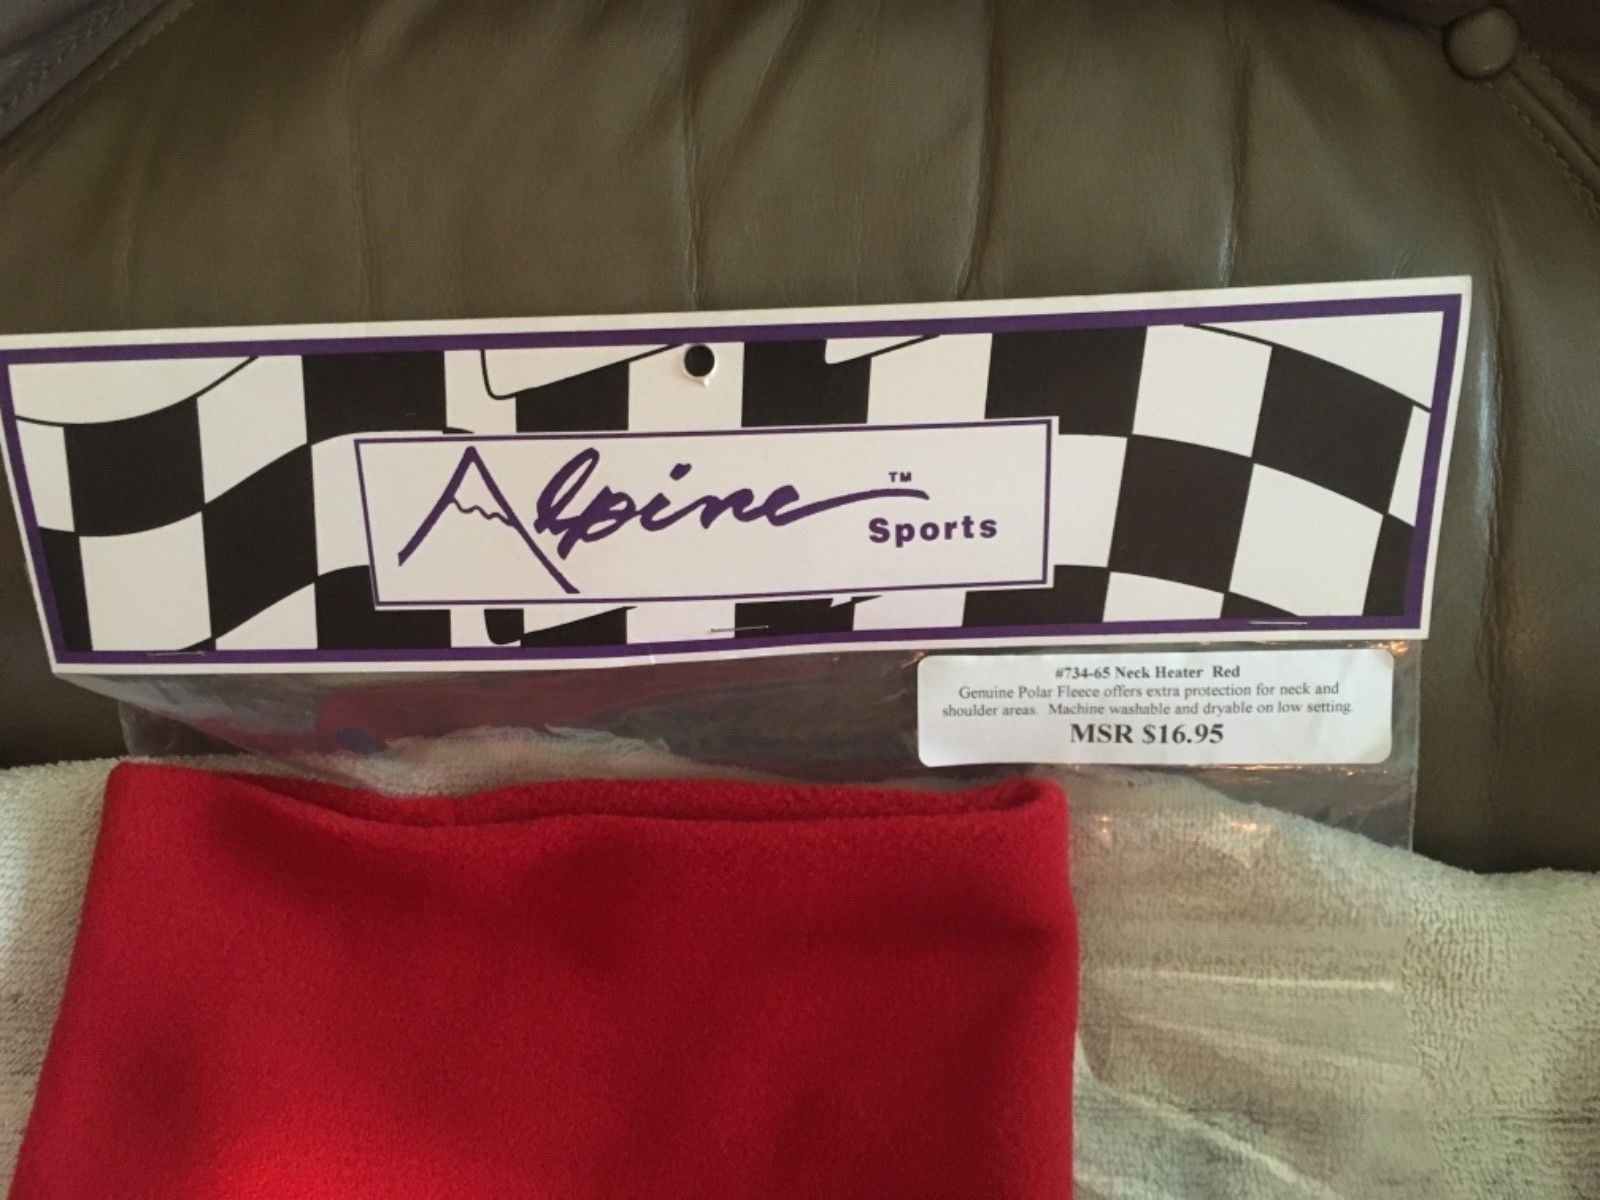 Alpine™
Sports
#734-65 Neck Heater Red
Genuine Polar Fleece offers extra protection for neck and
shoulder areas. Machine washable and dryable on low setting.
MSR $16.95